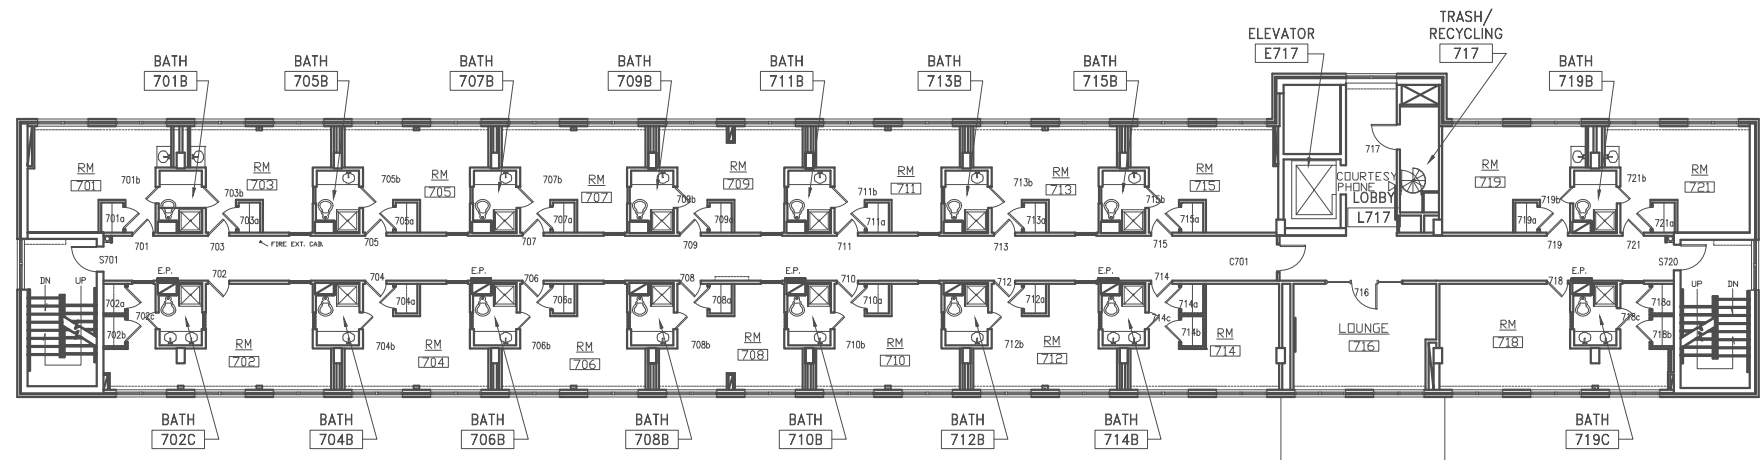 TRASH/
RECYCLING
717
ELEVATOR
E717
BATH
701B
BATH
705B
BATH
707B
BATH
709B
BATH
711B
BATH
713B
BATH
715B
BATH
719B
RM
701
701b
RM
703
703b
705b
RM
705
707b
RM
707
709b
RM
709
711b
RM
711
713b
RM
713
715b
RM
715
717
COURTESY
PHONE
LOBBY
L717
RM
719
719b
721b
RM
721
701a
703a
705a
707a
709a
711a
713a
715a
719a
721a
701
703
FIRE EXT. CAB.
705
707
709
711
713
715
719
721
S701
C701
S720
DN
UP
E.P.
702
704
E.P.
706
708
E.P.
710
712
E.P.
714
716
718
E.P.
UP
DN
702a
702c
702b
704a
706a
708a
710a
712a
714a
714c
714b
718a
718c
718b
RM
702
704b
RM
704
706b
RM
706
708b
RM
708
710b
RM
710
712b
RM
712
RM
714
LOUNGE
716
RM
718
BATH
702C
BATH
704B
BATH
706B
BATH
708B
BATH
710B
BATH
712B
BATH
714B
BATH
719C